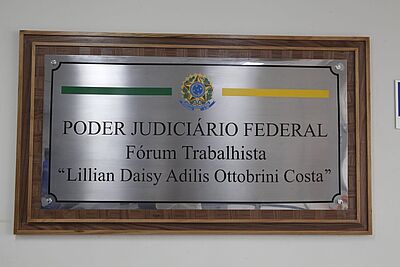 PODER JUDICIÁRIO FEDERAL
Fórum Trabalhista
“Lillian Daisy Adilis Ottobrini Costa”